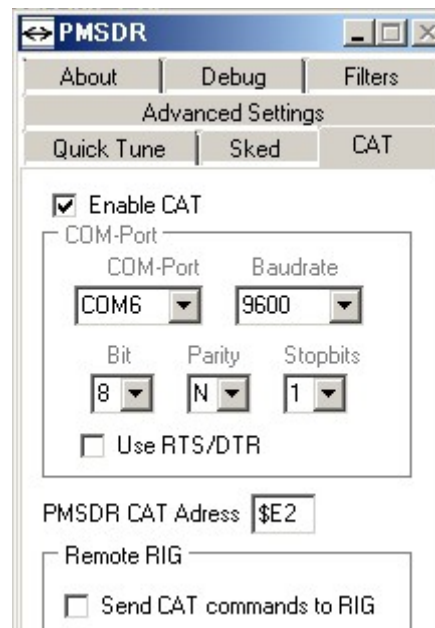 PMSDR
About Debug Filters
Advanced Settings
Quick Tune Sked CAT
Enable CAT
COM-Port
COM-Port Baudrate
COM6 9600
Bit Parity Stopbits
8 N 1
Use RTS/DTR
PMSDR CAT Adress $E2
Remote RIG
Send CAT commands to RIG